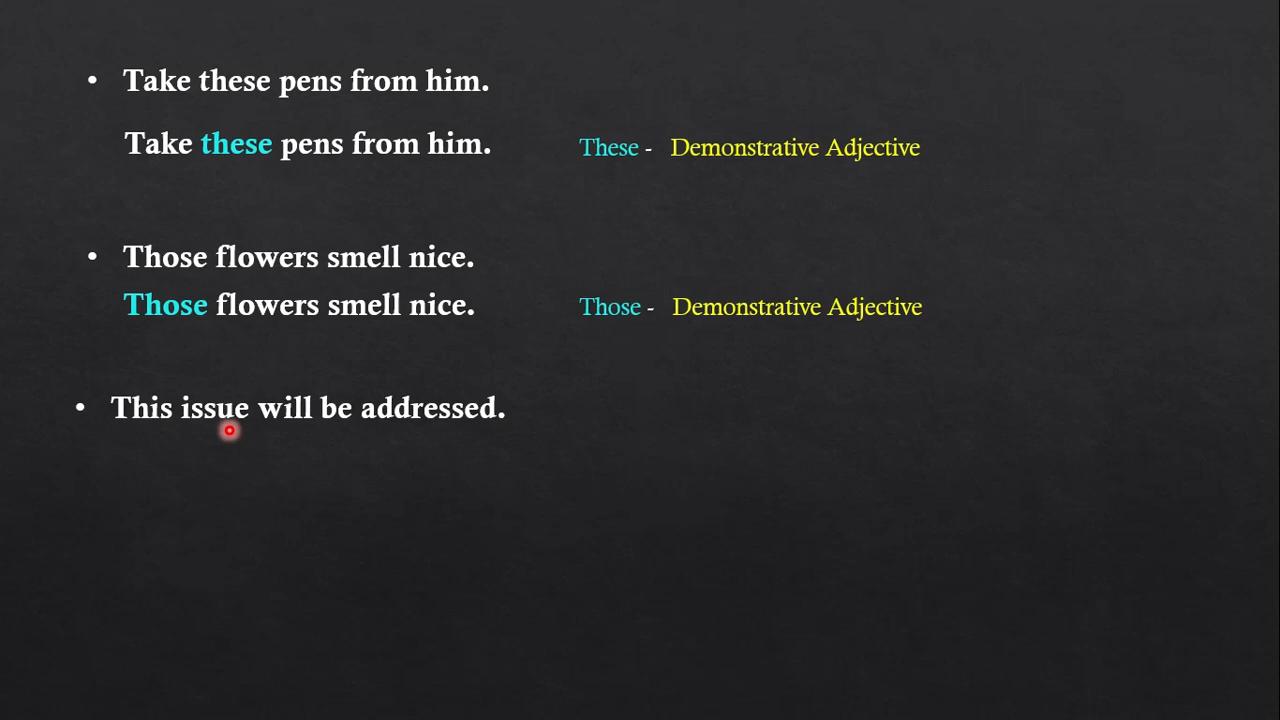 • Take these pens from him.
Take these pens from him. These - Demonstrative Adjective
• Those flowers smell nice.
Those flowers smell nice. Those - Demonstrative Adjective
• This issue will be addressed.